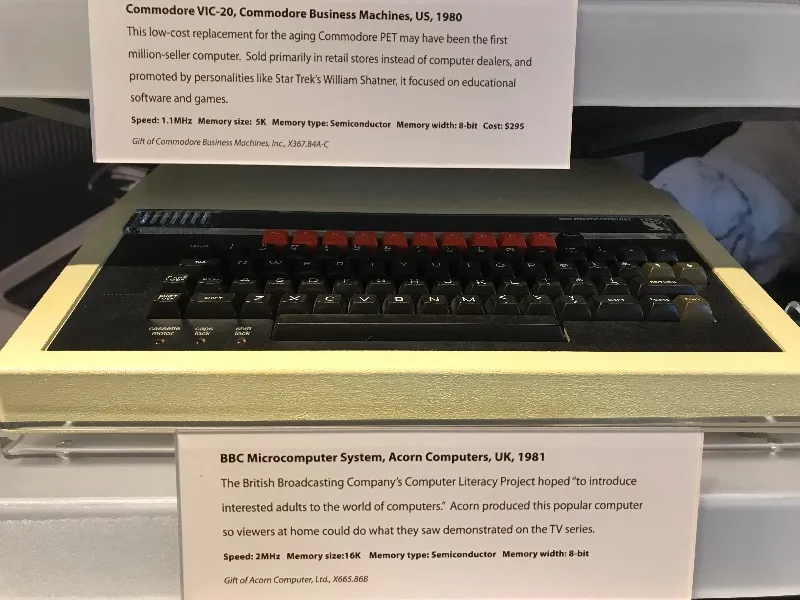 Commodore VIC-20, Commodore Business Machines, US, 1980
This low-cost replacement for the aging Commodore PET may have been the first
million-seller computer. Sold primarily in retail stores instead of computer dealers, and
promoted by personalities like Star Trek's William Shatner, it focused on educational
software and games.
Speed: 1.1MHz Memory size: 5K Memory type: Semiconductor Memory width: 8-bit Cost: $295
Gift of Commodore Business Machines, Inc., X367.84A-C
Z X C V B N M
cassette motor caps lock shift lock
BBC Microcomputer System, Acorn Computers, UK, 1981
The British Broadcasting Company's Computer Literacy Project hoped "to introduce
interested adults to the world of computers." Acorn produced this popular computer
so viewers at home could do what they saw demonstrated on the TV series.
Speed: 2MHz Memory size:16K Memory type: Semiconductor Memory width: 8-bit
Gift of Acorn Computer, Ltd., X665.86B